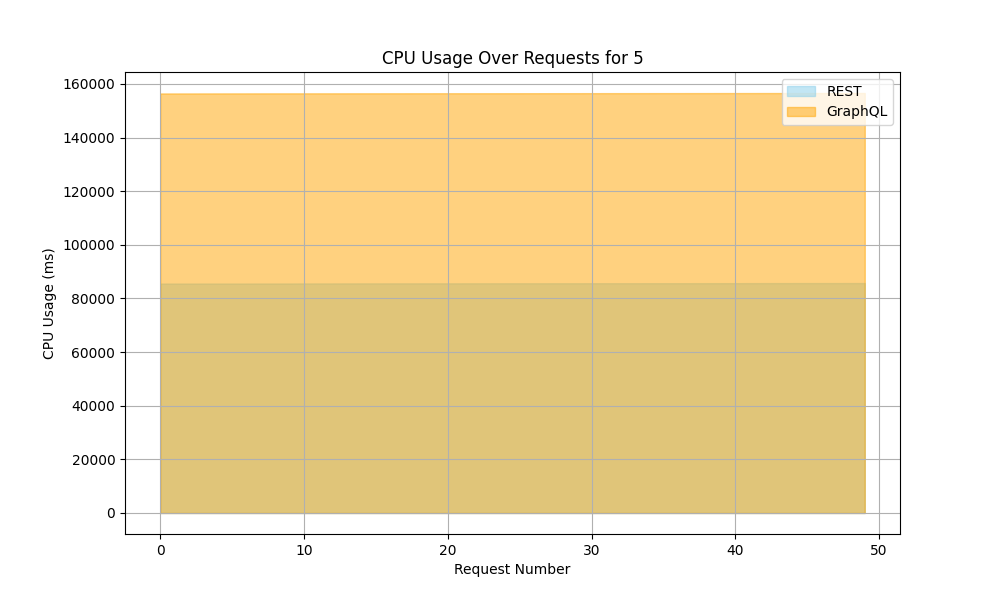 CPU Usage Over Requests for 5
CPU Usage (ms)
160000
140000
120000
100000
80000
60000
40000
20000
0
REST
GraphQL
0 10 20 30 40 50
Request Number